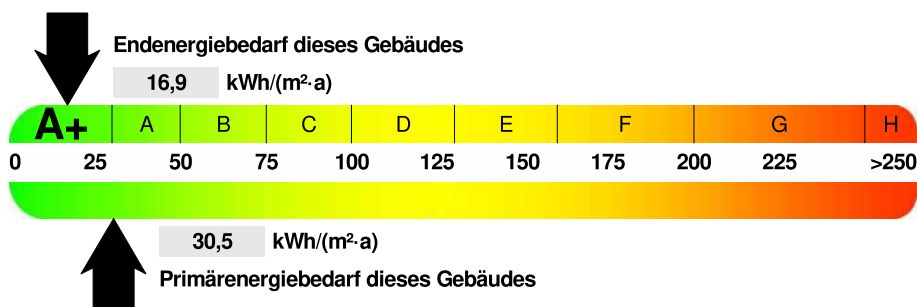 Endenergiebedarf dieses Gebäudes
16,9 kWh/(m²·a)
A+ A B C D E F G H
0 25 50 75 100 125 150 175 200 225 >250
30,5 kWh/(m²·a)
Primärenergiebedarf dieses Gebäudes